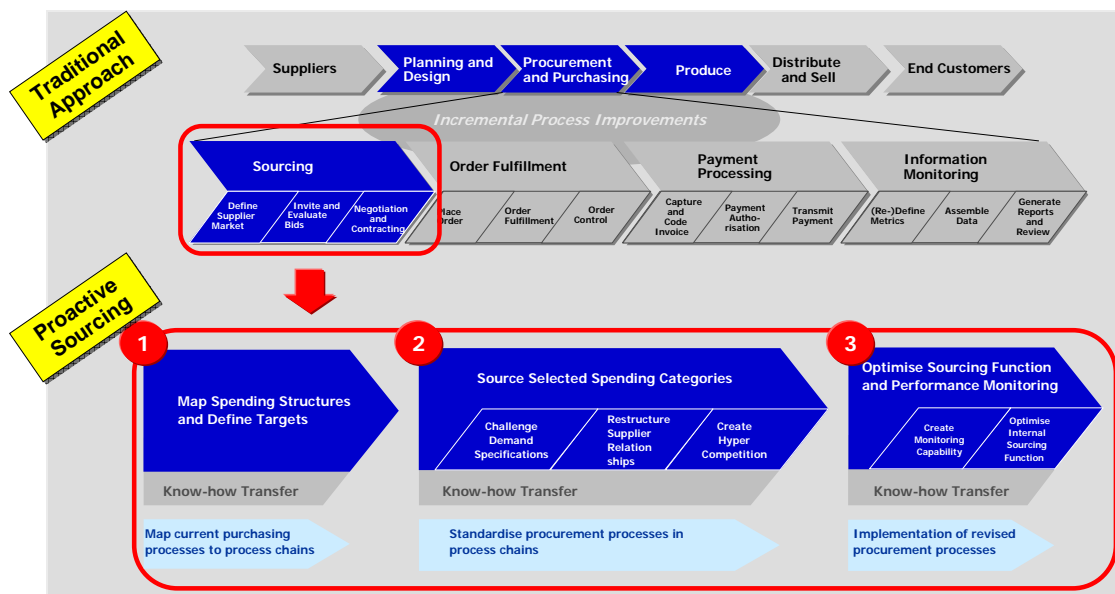 Traditional
Approach
Suppliers
Planning and
Design
Procurement
and Purchasing
Produce
Distribute
and Sell
End Customers
Incremental Process Improvements
Sourcing
Order Fulfillment
Payment
Processing
Information
Monitoring
Define
Supplier
Market
Invite and
Evaluate
Bids
Negotiation
and
Contracting
Order
Order
Fulfillment
Order
Control
Capture
and
Code
Invoice
Payment
Autho-
risation
Transmit
Payment
(Re-)Define
Metrics
Assemble
Data
Generate
Reports
and
Review
Proactive
Sourcing
1
Map Spending Structures
and Define Targets
Know-how Transfer
Map current purchasing
processes to process chains
2
Source Selected Spending Categories
Challenge
Demand
Specifications
Restructure
Supplier
Relation
ships
Create
Hyper
Competition
Know-how Transfer
Standardise procurement processes in
process chains
3
Optimise Sourcing Function
and Performance Monitoring
Create
Monitoring
Capability
Optimise
Internal
Sourcing
Function
Know-how Transfer
Implementation of revised
procurement processes